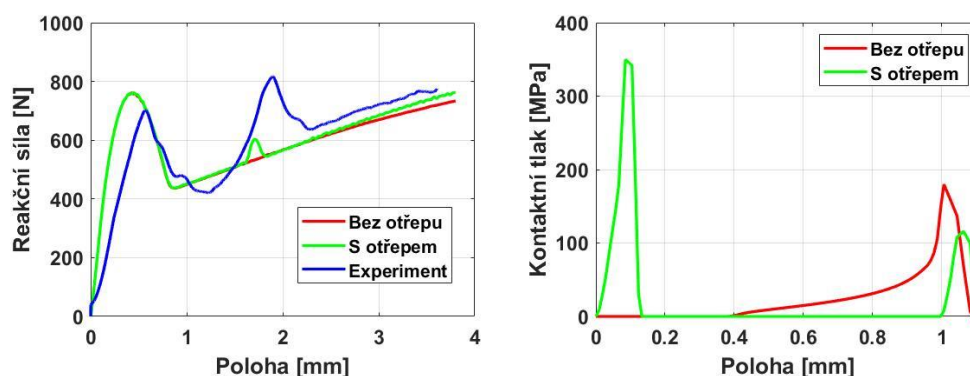 1000
800
600
400
200
0
0
1
2
3
4
Reakční síla [N]
Poloha [mm]
Bez otřepu
S otřepem
Experiment
400
300
200
100
0
0
0.2
0.4
0.6
0.8
1
Kontaktní tlak [MPa]
Poloha [mm]
Bez otřepu
S otřepem